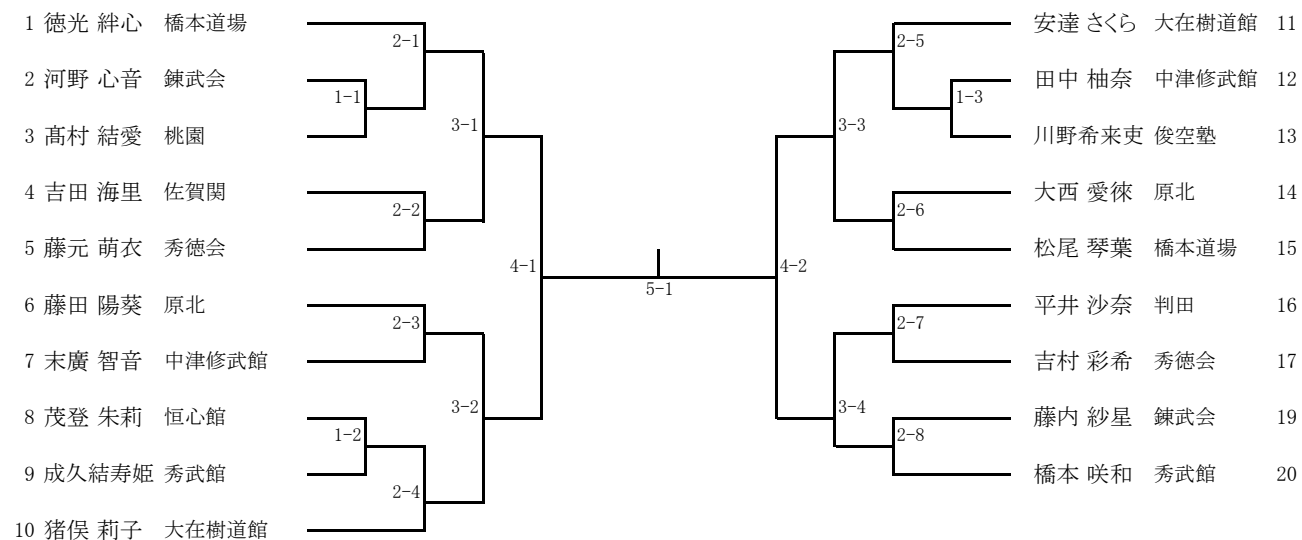 1 徳光 絆心 橋本道場
2 河野 心音 錬武会
3 髙村 結愛 桃園
4 吉田 海里 佐賀関
5 藤元 萌衣 秀徳会
6 藤田 陽葵 原北
7 末廣 智音 中津修武館
8 茂登 朱莉 恒心館
9 成久結寿姫 秀武館
10 猪俣 莉子 大在樹道館
2-1
1-1
3-1
2-2
4-1
2-3
3-2
1-2
2-4
5-1
2-5
1-3
3-3
2-6
4-2
2-7
3-4
2-8
安達 さくら 大在樹道館 11
田中 柚奈 中津修武館 12
川野希来吏 俊空塾 13
大西 愛徠 原北 14
松尾 琴葉 橋本道場 15
平井 沙奈 判田 16
吉村 彩希 秀徳会 17
藤内 紗星 錬武会 19
橋本 咲和 秀武館 20